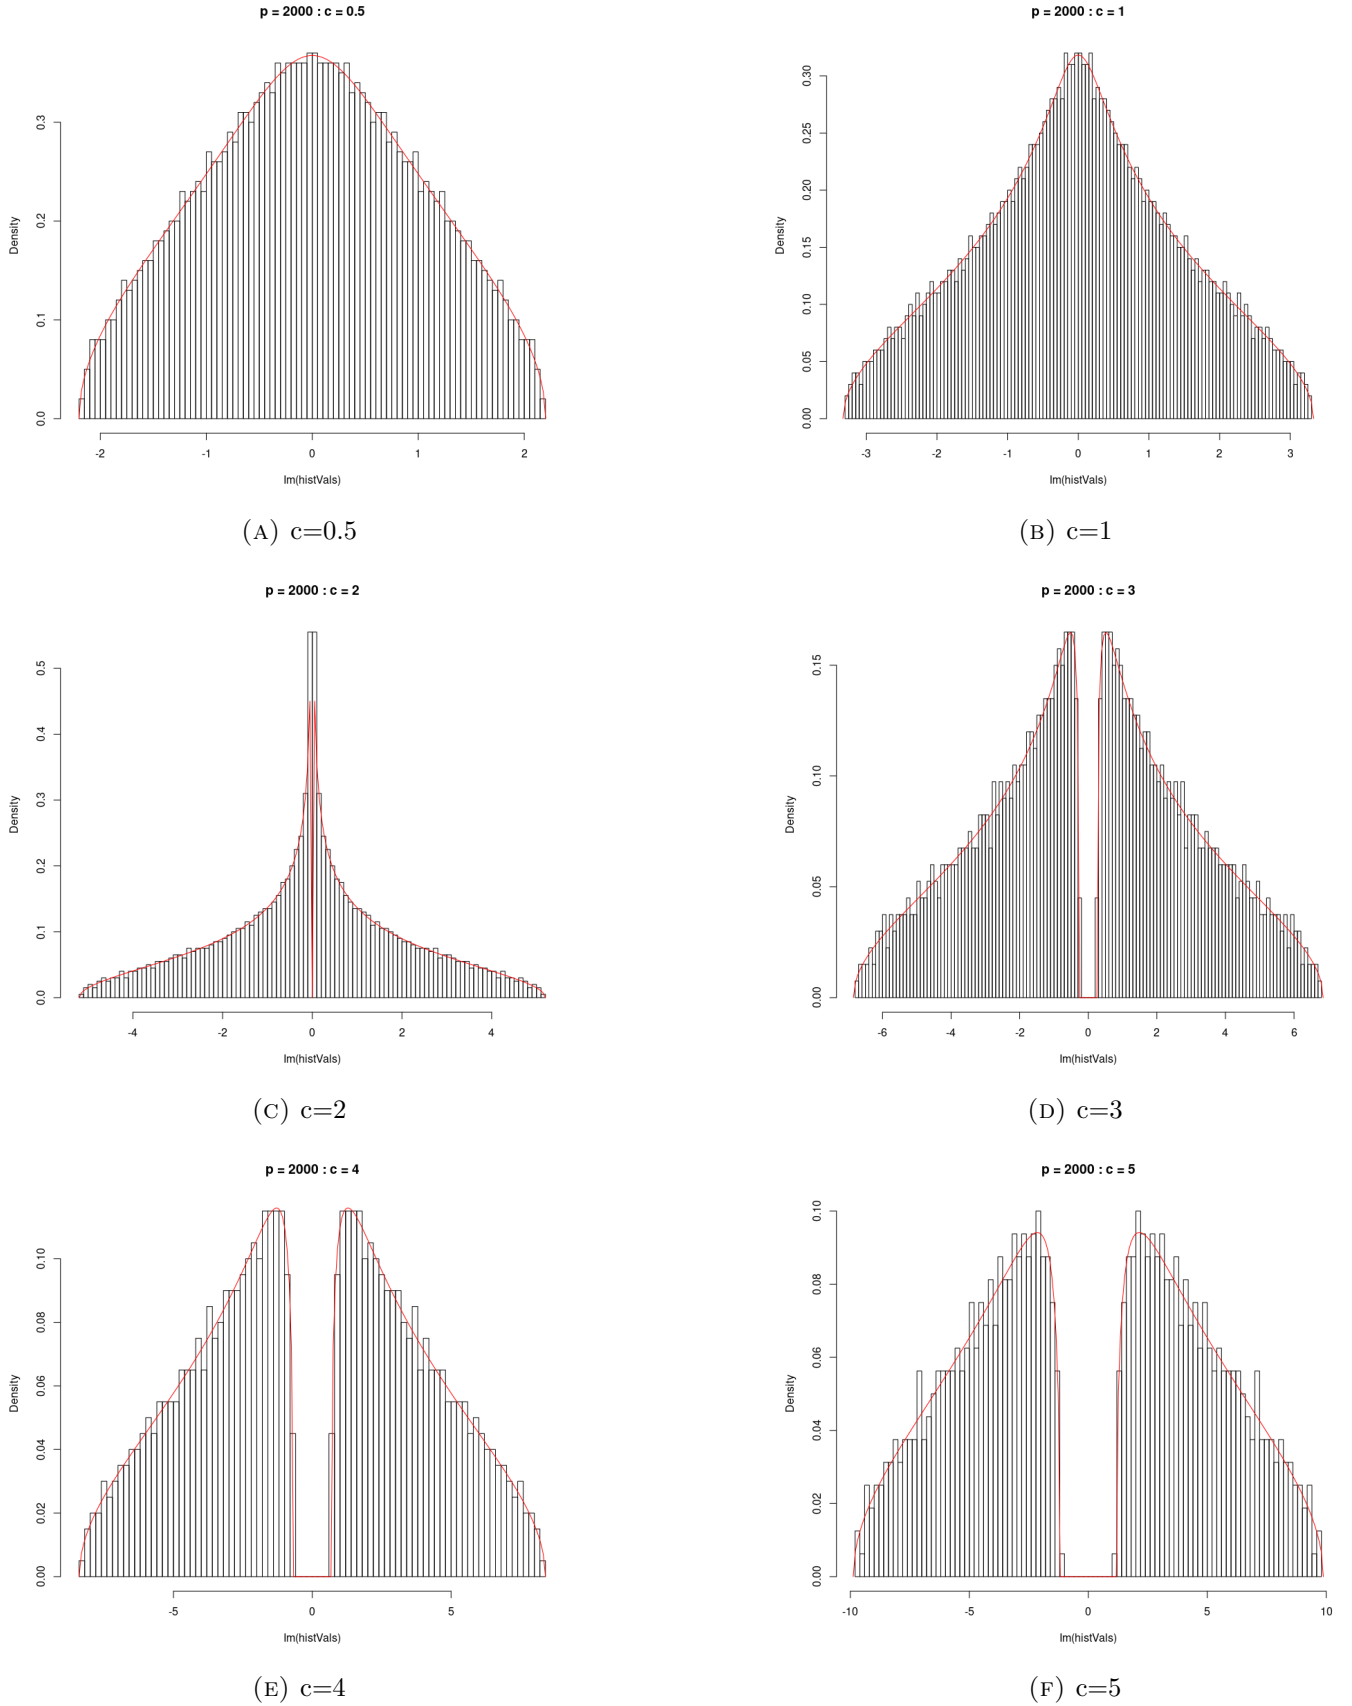 p = 2000 : c = 0.5
Density
0.0 0.1 0.2 0.3
-2 -1 0 1 2
Im(histVals)
(A) c=0.5
p = 2000 : c = 1
Density
0.00 0.05 0.10 0.15 0.20 0.25 0.30
-3 -2 -1 0 1 2 3
Im(histVals)
(B) c=1
p = 2000 : c = 2
Density
0.0 0.1 0.2 0.3 0.4 0.5
-4 -2 0 2 4
Im(histVals)
(C) c=2
p = 2000 : c = 3
Density
0.00 0.05 0.10 0.15
-6 -4 -2 0 2 4 6
Im(histVals)
(D) c=3
p = 2000 : c = 4
Density
0.00 0.02 0.04 0.06 0.08 0.10
-5 0 5
Im(histVals)
(E) c=4
p = 2000 : c = 5
Density
0.00 0.02 0.04 0.06 0.08 0.10
-10 -5 0 5 10
Im(histVals)
(F) c=5